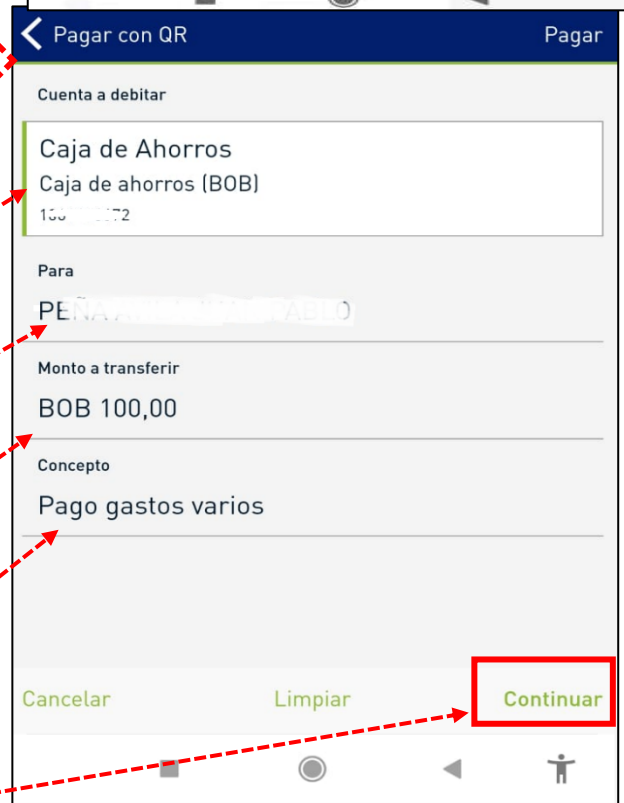 Pagar con QR Pagar
Cuenta a debitar
Caja de Ahorros
Caja de ahorros (BOB)
Para
PEÑA
Monto a transferir
BOB 100,00
Concepto
Pago gastos varios
Cancelar Limpiar Continuar